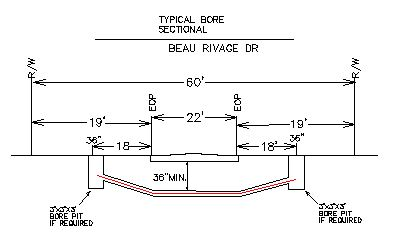 TYPICAL BORE
SECTIONAL
BEAU RIVAGE DR
R/W
R/W
60'
EOP
EOP
19'
22'
19'
36"
18
18'
36"
36"MIN.
3'x3'x3'
BORE PIT
IF REQUIRED
3'x3'x3'
BORE PIT
IF REQUIRED